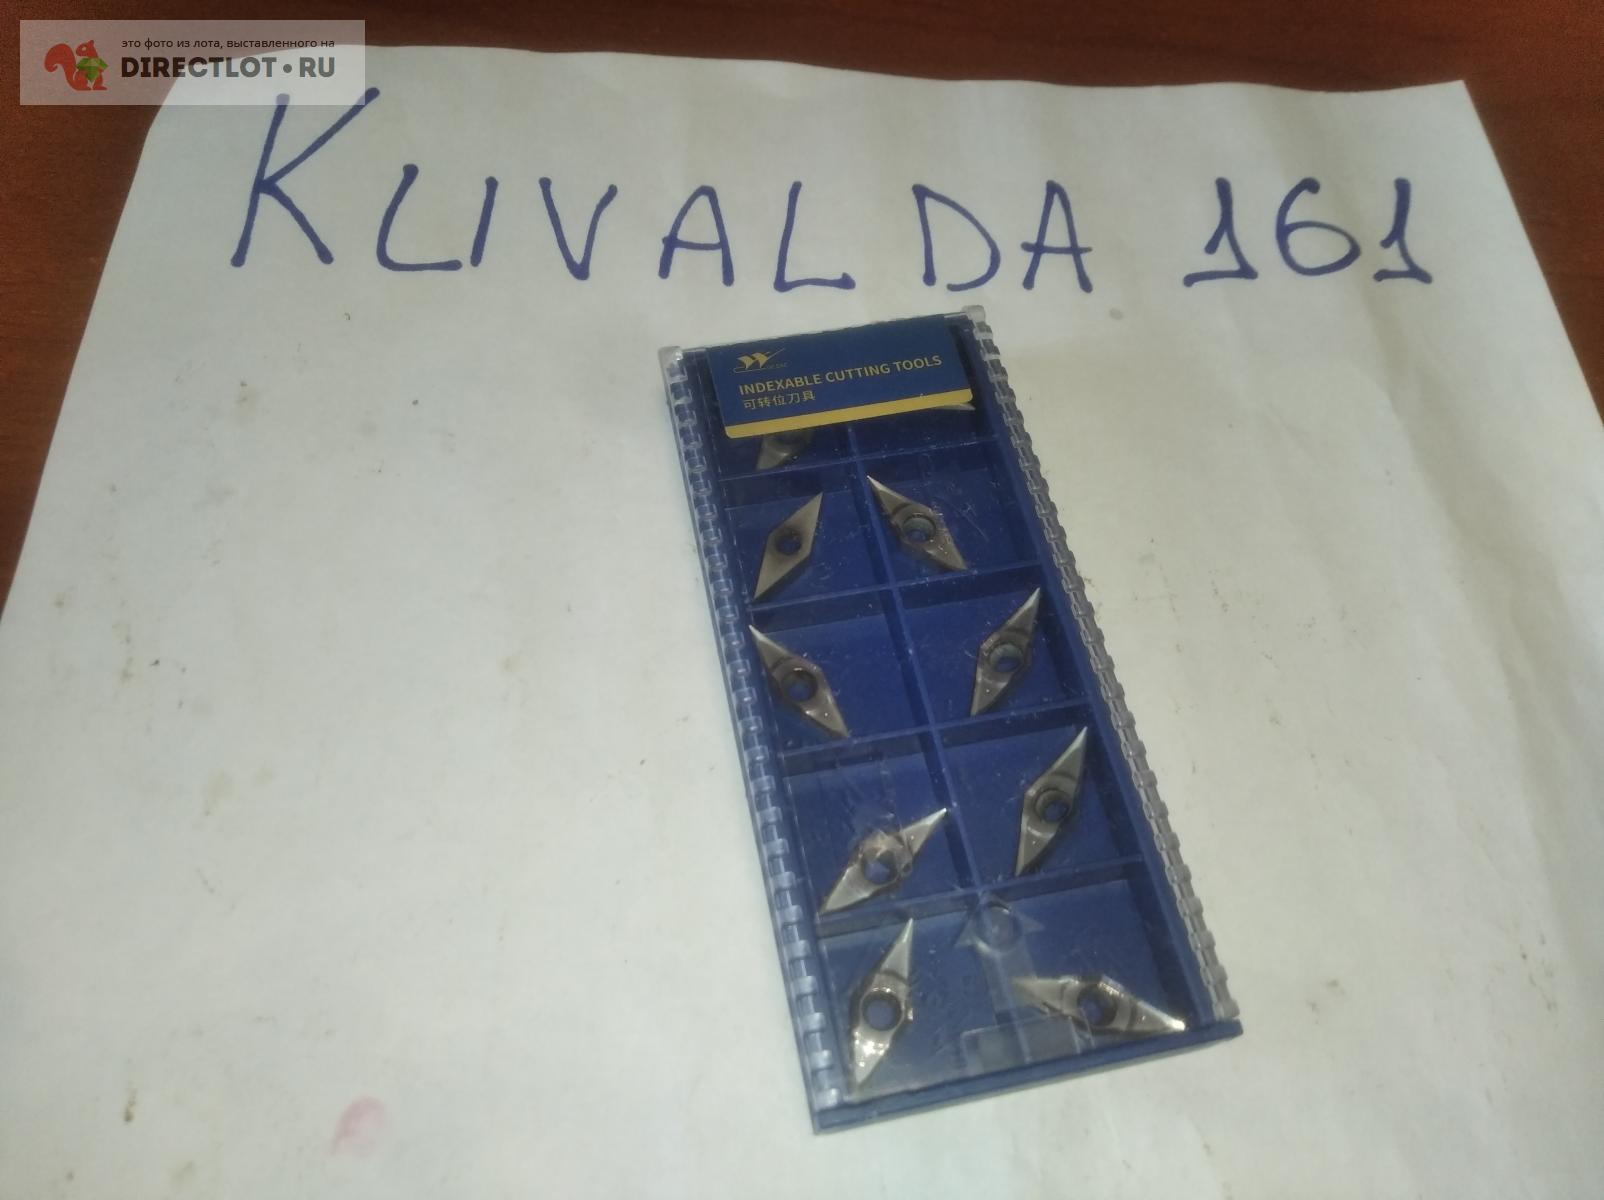 это фото из лота, выставленного на
DIRECTLOT.RU
KLIVALDA 161
INDEXABLE CUTTING TOOLS
可转位刀具